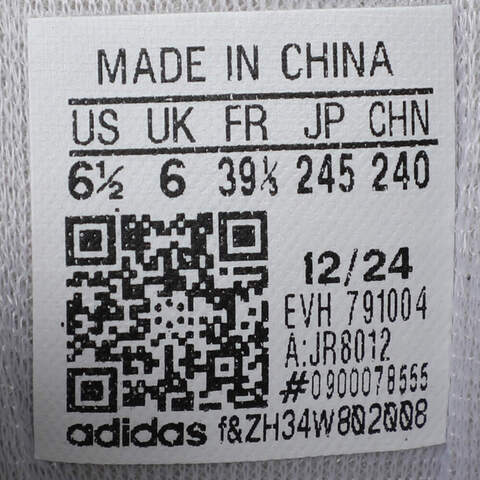 MADE IN CHINA
US UK FR JP CHN
6½ 6 39⅓ 245 240
12/24
EVH 791004
A:JR8012
#0900078555
adidas f&ZH34W802008